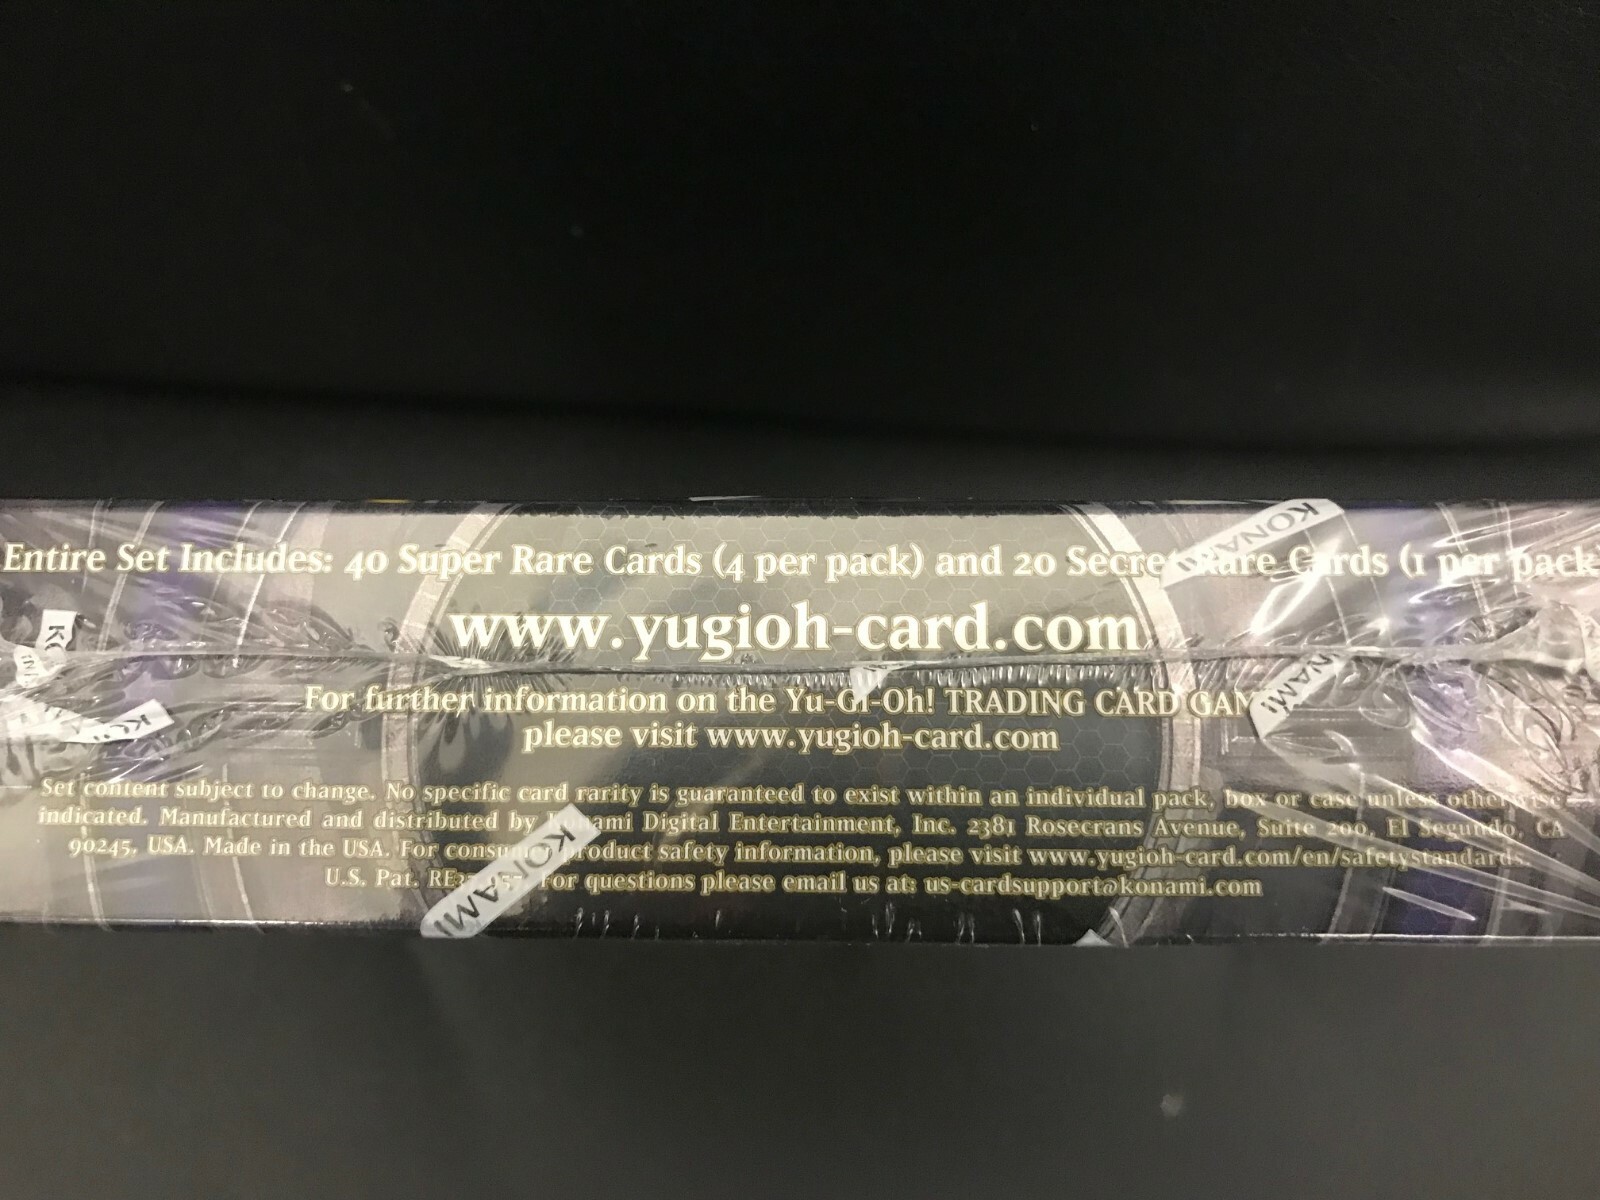 Entire Set Includes: 40 Super Rare Cards (4 per pack) and 20 Secret Rare Cards (1 per pack
www.yugioh-card.com
For further information on the Yu-Gi-Oh! TRADING CARD GAM
please visit www.yugioh-card.com
Set content subject to change. No specific card rarity is guaranteed to exist within an individual pack, box or case unless otherwise
indicated. Manufactured and distributed by Konami Digital Entertainment, Inc. 2381 Rosecrans Avenue, Suite 200, El Segundo, CA
90245, USA. Made in the USA. For consumer product safety information, please visit www.yugioh-card.com/en/safetystandards.
U.S. Pat. For questions please email us at: us-cardsupport@konami.com
KONAMI
KONAMI
KONAMI